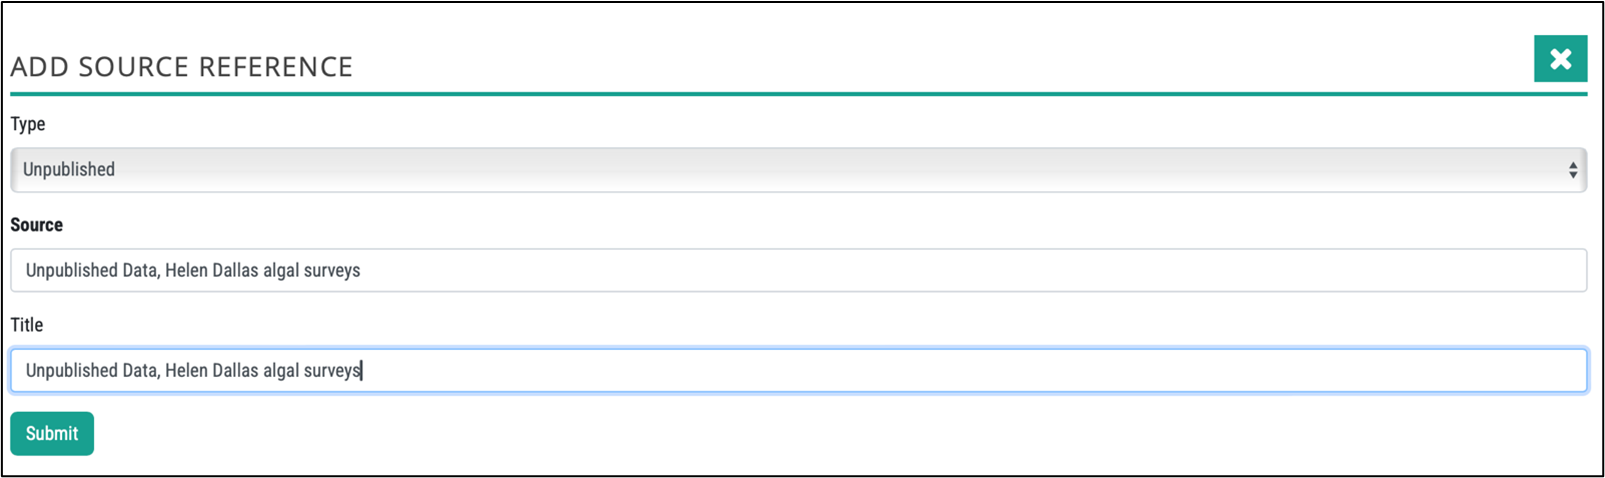 ADD SOURCE REFERENCE
Type
Unpublished
Source
Unpublished Data, Helen Dallas algal surveys
Title
Unpublished Data, Helen Dallas algal surveys
Submit